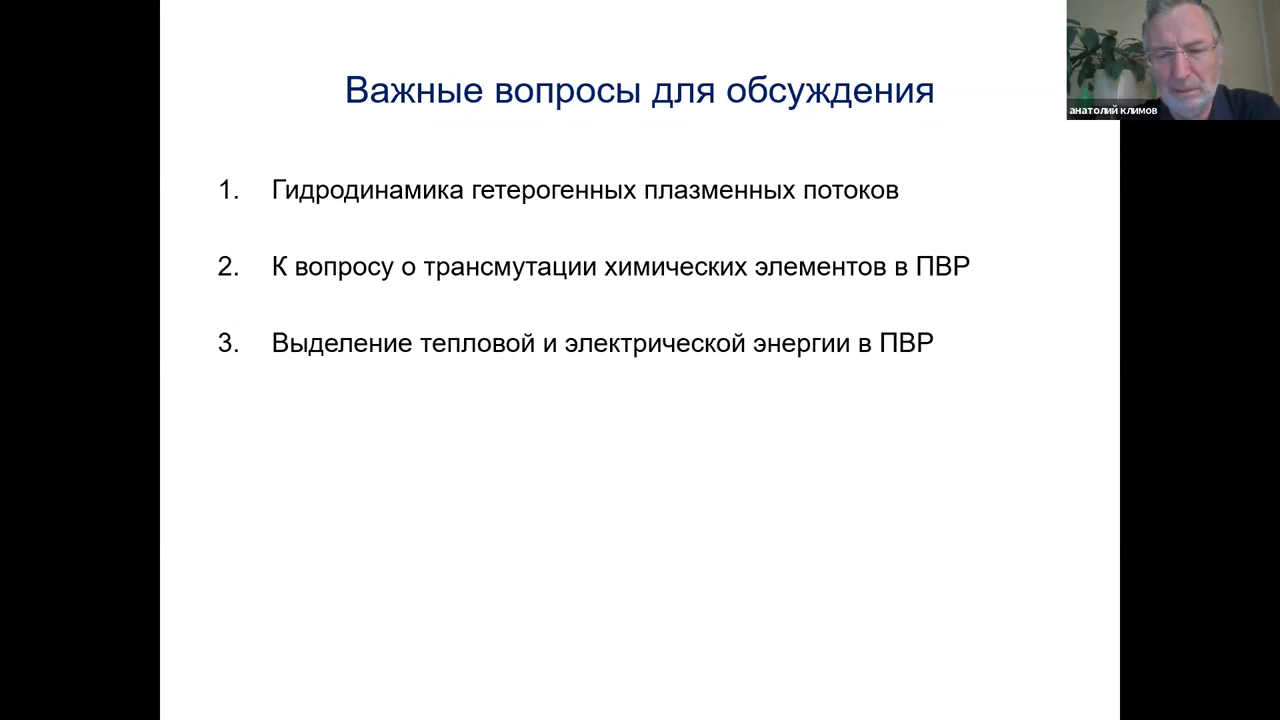 Важные вопросы для обсуждения
анатолий климов
1. Гидродинамика гетерогенных плазменных потоков
2. К вопросу о трансмутации химических элементов в ПВР
3. Выделение тепловой и электрической энергии в ПВР